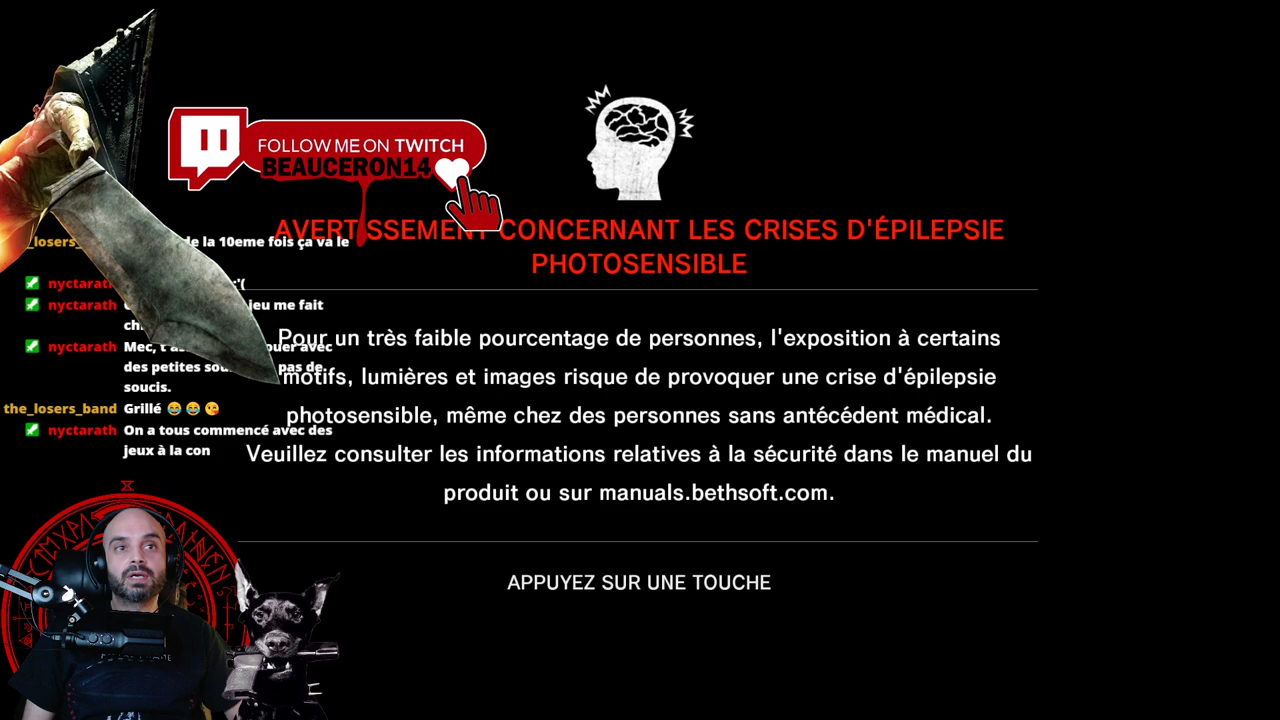 FOLLOW ME ON TWITCH
BEAUCERON14
AVERTISSEMENT CONCERNANT LES CRISES D'ÉPILEPSIE
PHOTOSENSIBLE
_losers_ de la 10eme fois ça va le
nyctarath :'(
nyctarath jeu me fait
nyctarath Mec, avec
des petites pas de
soucis.
the_losers_band Grillé 😂 😂 😘
nyctarath On a tous commencé avec des
jeux à la con
Pour un très faible pourcentage de personnes, l'exposition à certains
motifs, lumières et images risque de provoquer une crise d'épilepsie
photosensible, même chez des personnes sans antécédent médical.
Veuillez consulter les informations relatives à la sécurité dans le manuel du
produit ou sur manuals.bethsoft.com.
APPUYEZ SUR UNE TOUCHE